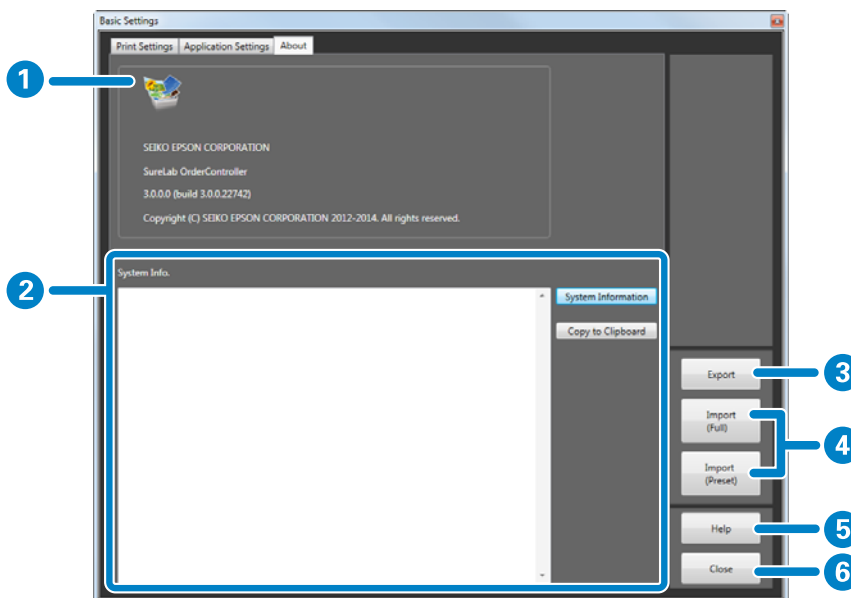 Basic Settings
Print Settings Application Settings About
1
SEIKO EPSON CORPORATION
SureLab OrderController
3.0.0.0 (build 3.0.0.22742)
Copyright (C) SEIKO EPSON CORPORATION 2012-2014. All rights reserved.
2
System Info.
System Information
Copy to Clipboard
Export
3
Import
(Full)
4
Import
(Preset)
Help
5
Close
6